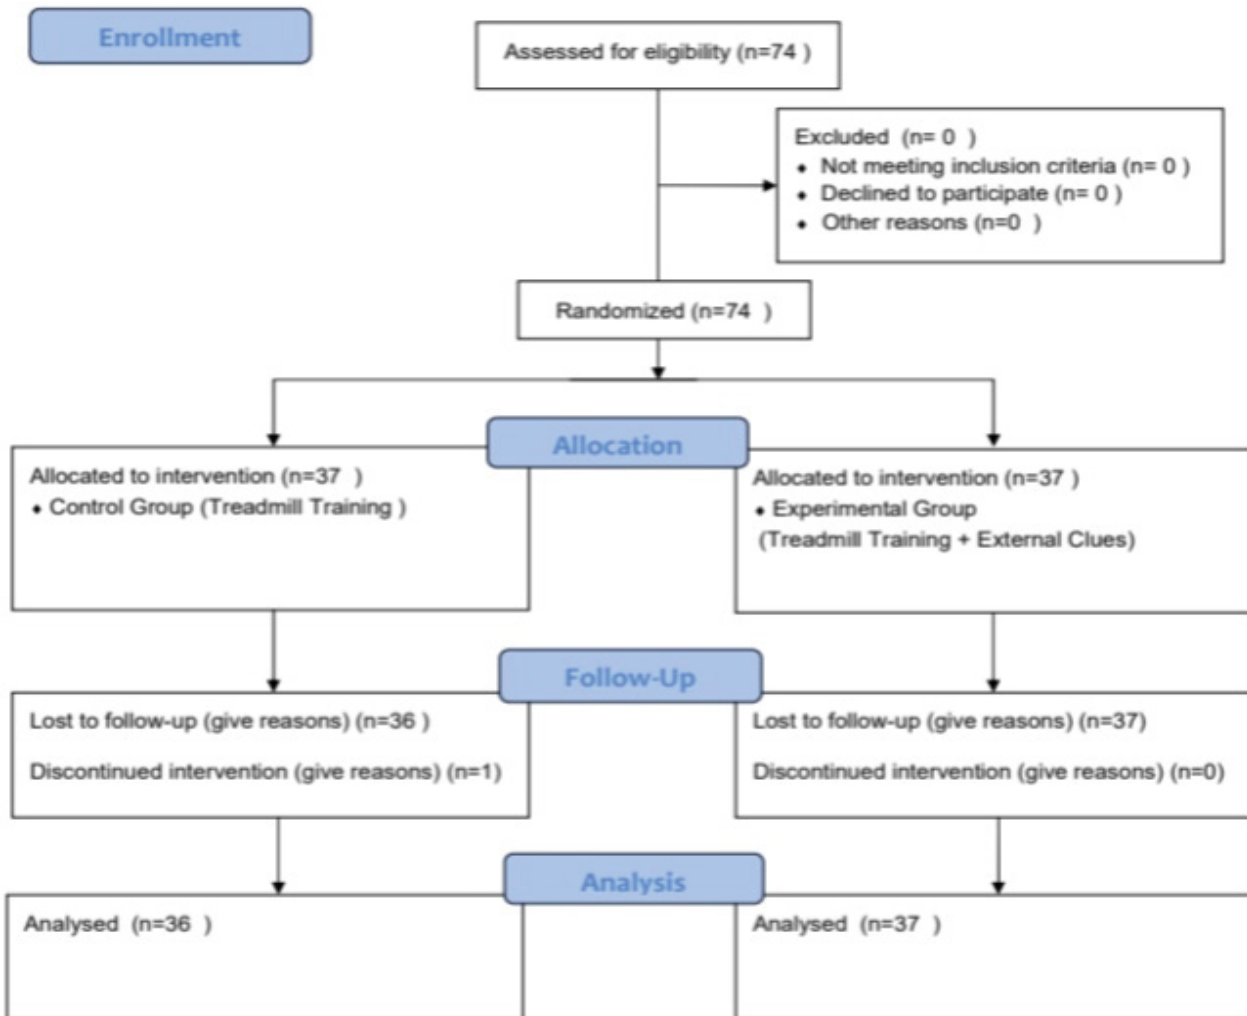 Enrollment
Assessed for eligibility (n=74 )
Excluded (n= 0 )
⬥ Not meeting inclusion criteria (n= 0 )
⬥ Declined to participate (n= 0 )
⬥ Other reasons (n=0 )
Randomized (n=74 )
Allocation
Allocated to intervention (n=37 )
⬥ Control Group (Treadmill Training )
Allocated to intervention (n=37 )
⬥ Experimental Group
(Treadmill Training + External Clues)
Follow-Up
Lost to follow-up (give reasons) (n=36 )
Discontinued intervention (give reasons) (n=1)
Lost to follow-up (give reasons) (n=37)
Discontinued intervention (give reasons) (n=0)
Analysis
Analysed (n=36 )
Analysed (n=37 )